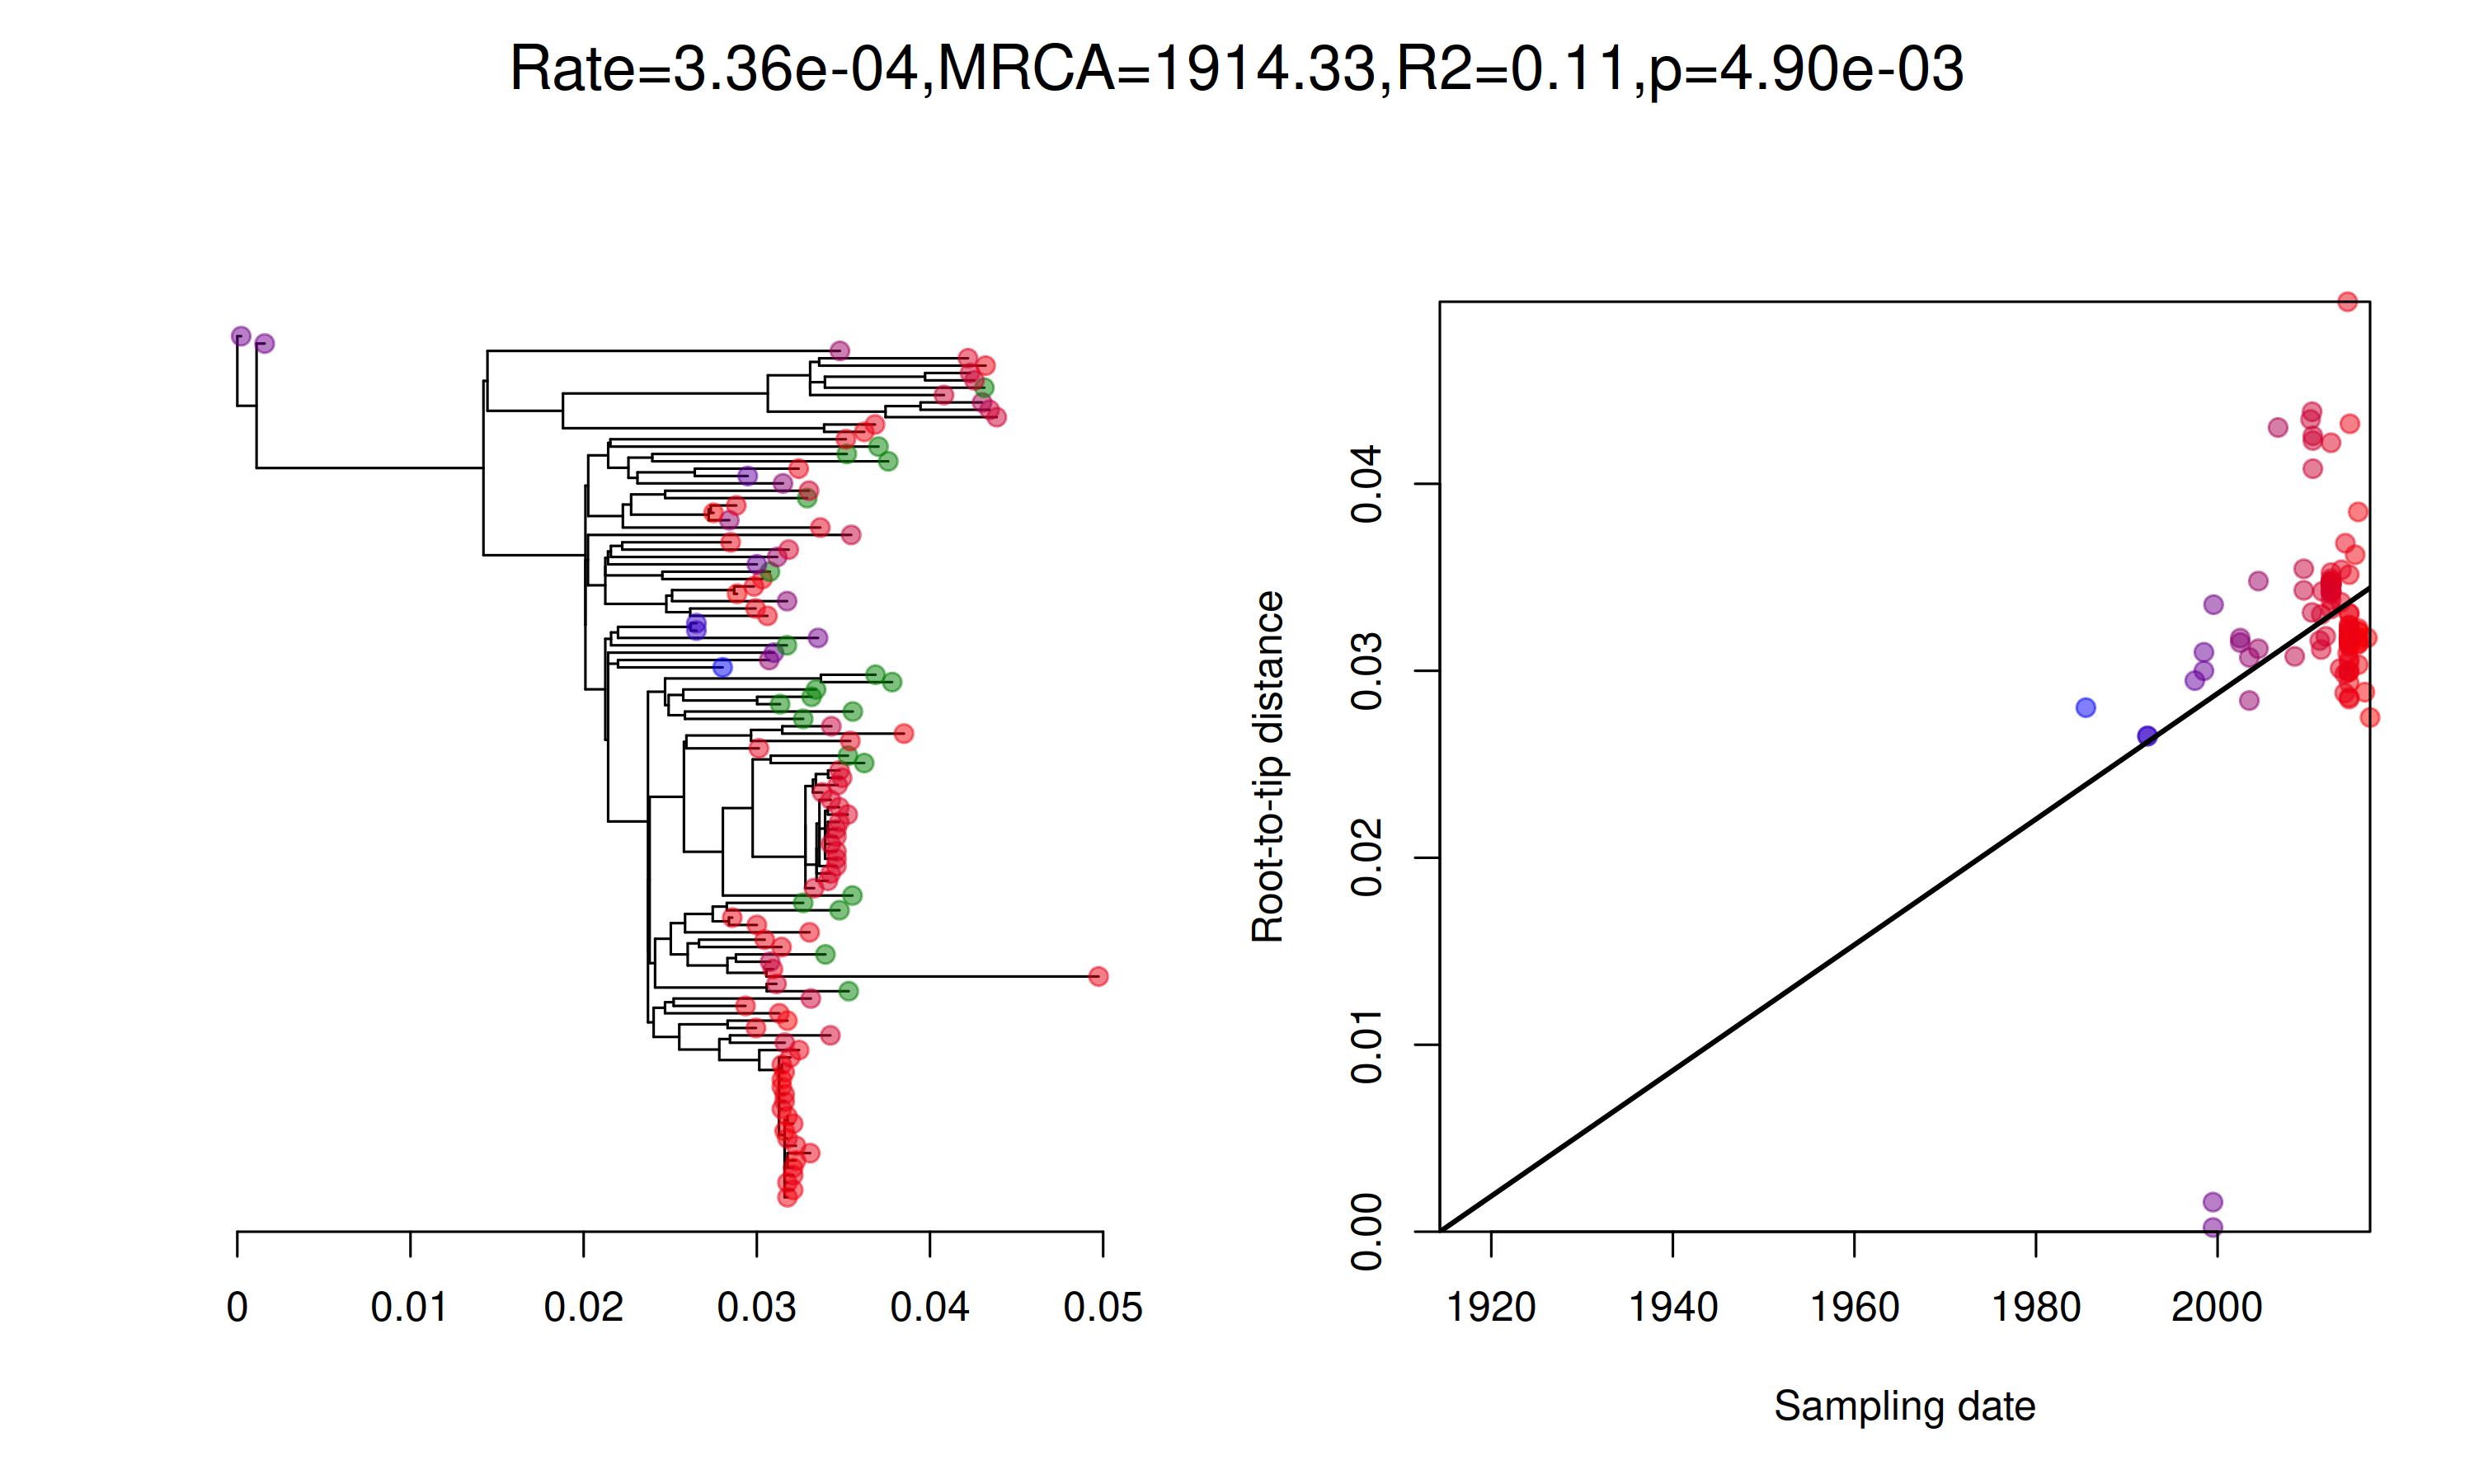 Rate=3.36e-04,MRCA=1914.33,R2=0.11,p=4.90e-03
0 0.01 0.02 0.03 0.04 0.05
Root-to-tip distance
0.00 0.01 0.02 0.03 0.04
1920 1940 1960 1980 2000
Sampling date